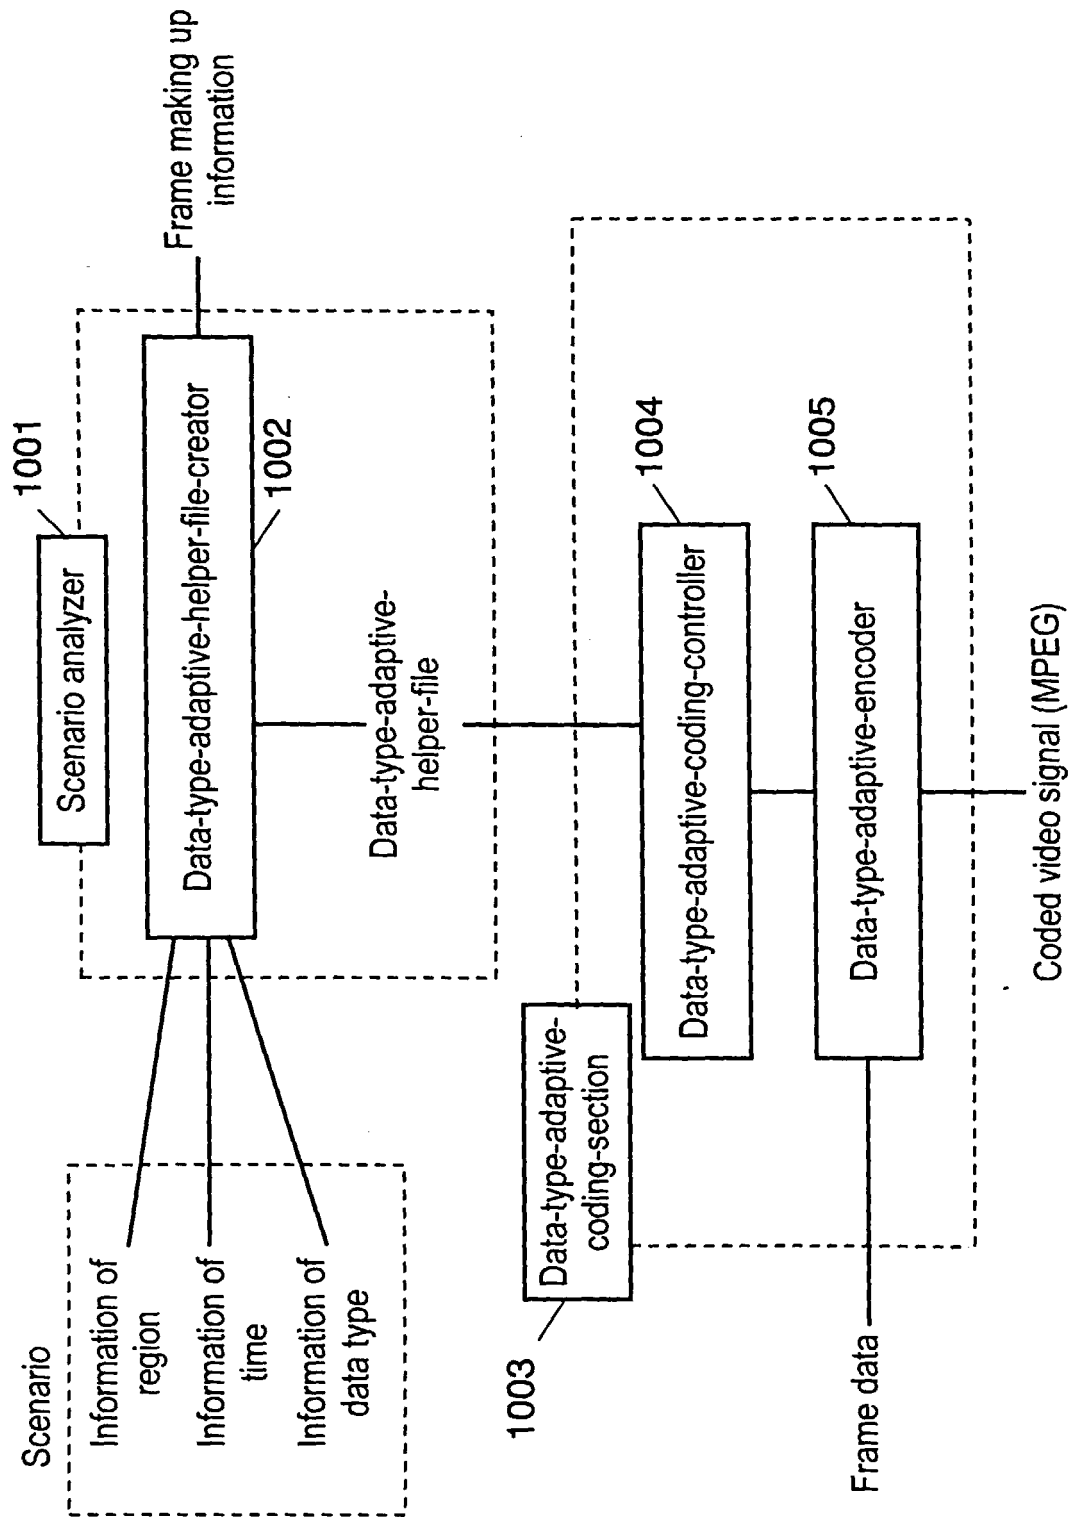 Scenario
Information of
region
Information of
time
Information of
data type
Scenario analyzer
1001
Data-type-adaptive-helper-file-creator
1002
Frame making up
information
Data-type-adaptive-
helper-file
1003
Data-type-adaptive-
coding-section
Data-type-adaptive-coding-controller
1004
Data-type-adaptive-encoder
1005
Frame data
Coded video signal (MPEG)